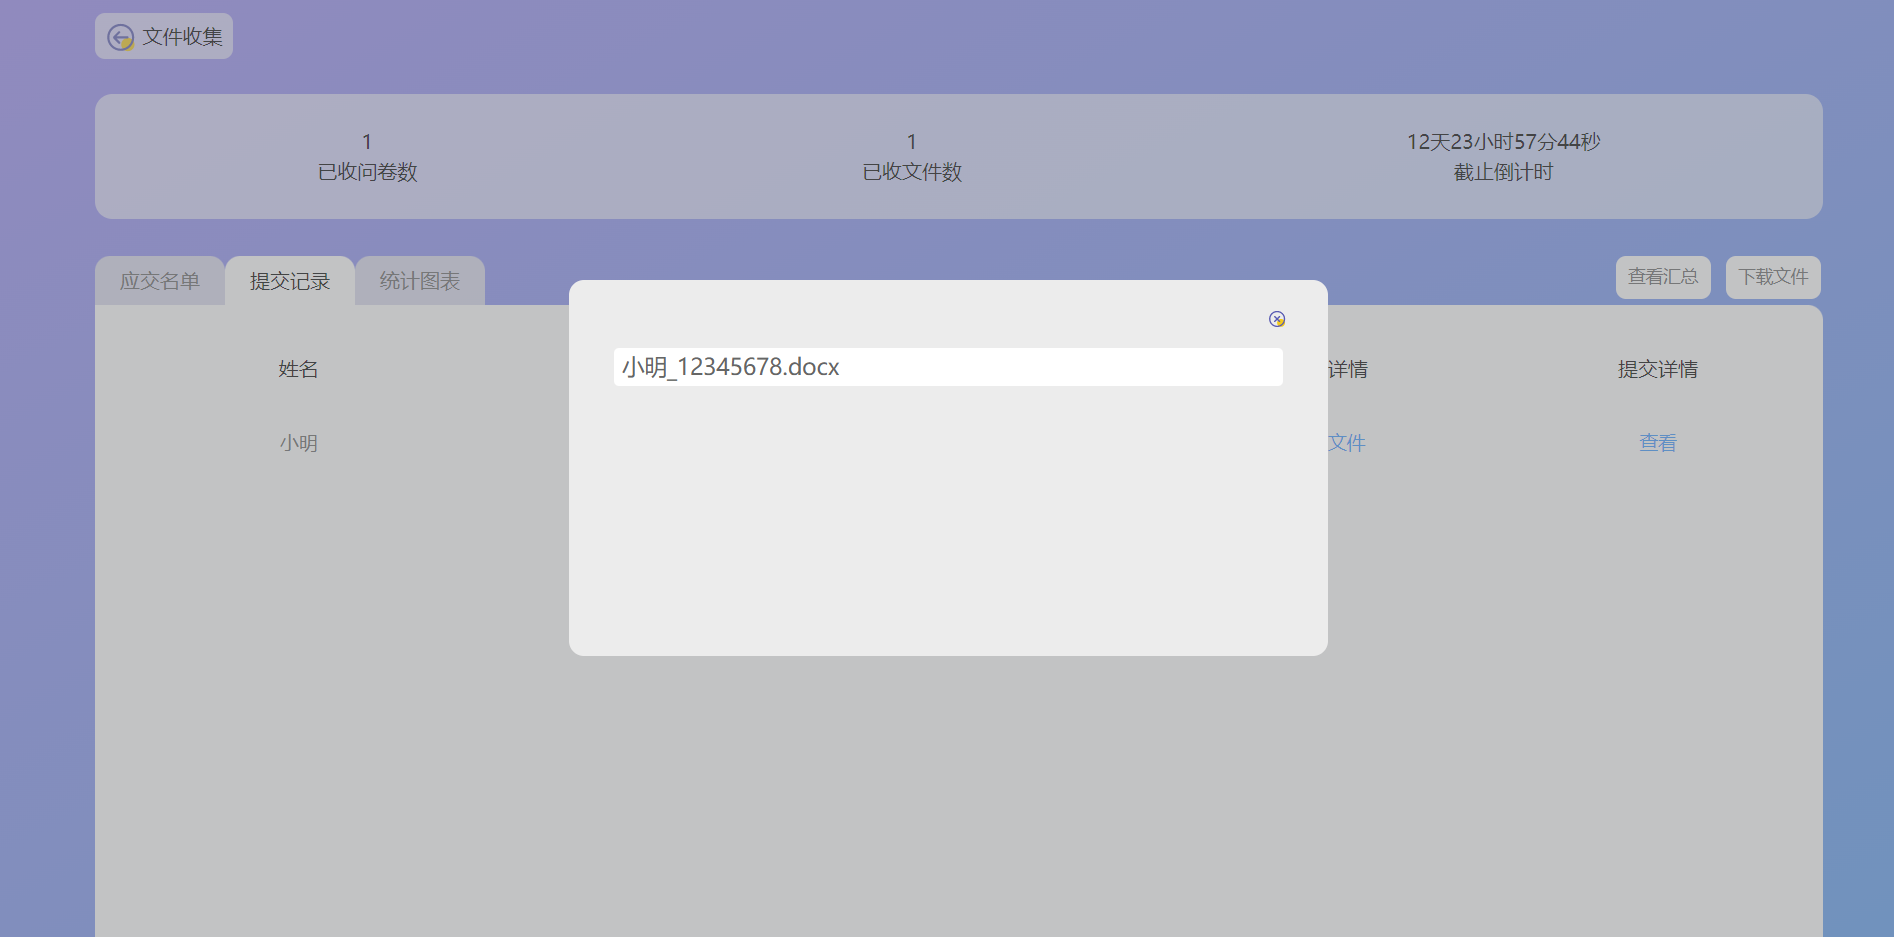 文件收集
1
已收问卷数
1
已收文件数
12天23小时57分44秒
截止倒计时
应交名单
提交记录
统计图表
查看汇总
下载文件
小明_12345678.docx
姓名
详情
提交详情
小明
文件
查看